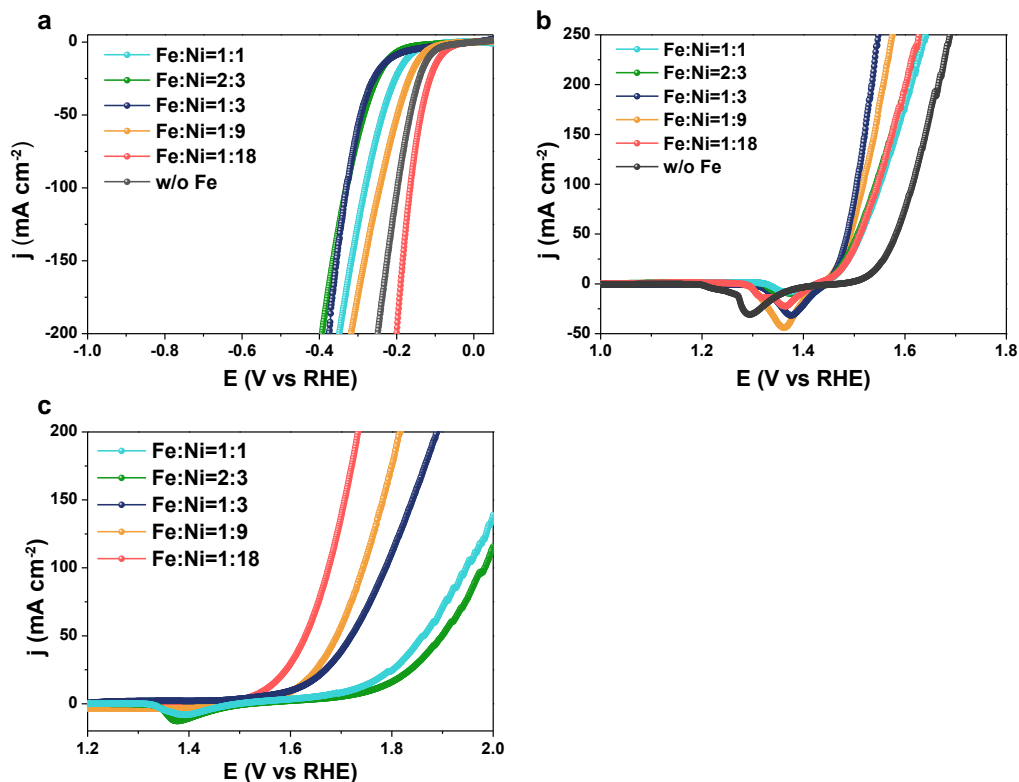 a
0
-50
-100
-150
-200
j (mA cm⁻²)
Fe:Ni=1:1
Fe:Ni=2:3
Fe:Ni=1:3
Fe:Ni=1:9
Fe:Ni=1:18
w/o Fe
-1.0 -0.8 -0.6 -0.4 -0.2 0.0
E (V vs RHE)
b
250
200
150
100
50
0
-50
j (mA cm⁻²)
Fe:Ni=1:1
Fe:Ni=2:3
Fe:Ni=1:3
Fe:Ni=1:9
Fe:Ni=1:18
w/o Fe
1.0 1.2 1.4 1.6 1.8
E (V vs RHE)
c
200
150
100
50
0
j (mA cm⁻²)
Fe:Ni=1:1
Fe:Ni=2:3
Fe:Ni=1:3
Fe:Ni=1:9
Fe:Ni=1:18
1.2 1.4 1.6 1.8 2.0
E (V vs RHE)